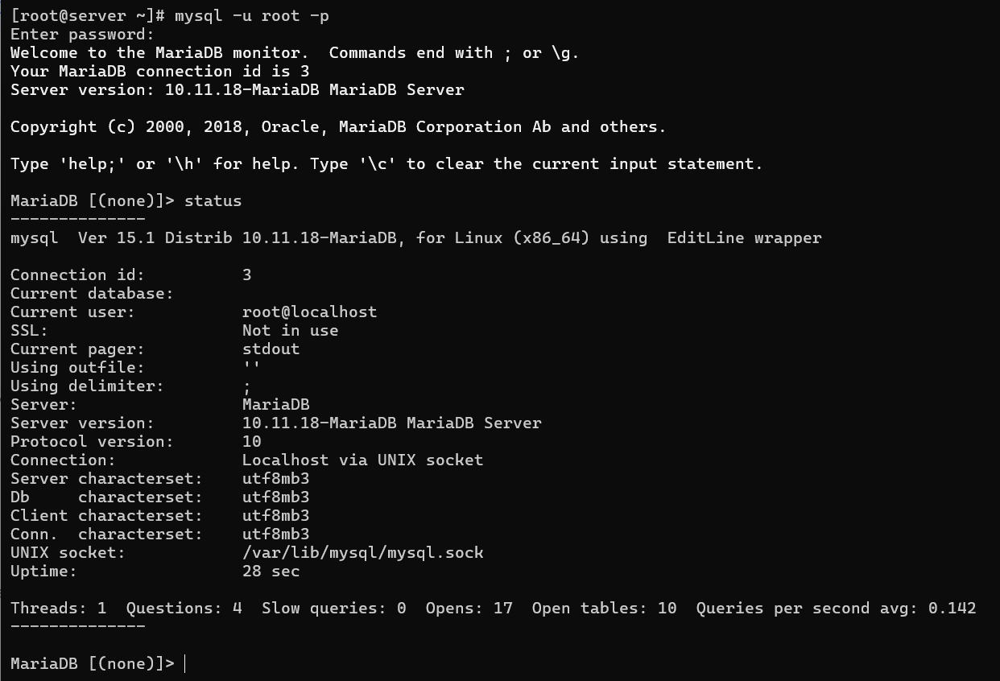 [root@server ~]# mysql -u root -p
Enter password:
Welcome to the MariaDB monitor.  Commands end with ; or \g.
Your MariaDB connection id is 3
Server version: 10.11.18-MariaDB MariaDB Server

Copyright (c) 2000, 2018, Oracle, MariaDB Corporation Ab and others.

Type 'help;' or '\h' for help. Type '\c' to clear the current input statement.

MariaDB [(none)]> status
--------------
mysql  Ver 15.1 Distrib 10.11.18-MariaDB, for Linux (x86_64) using  EditLine wrapper

Connection id:          3
Current database:
Current user:           root@localhost
SSL:                    Not in use
Current pager:          stdout
Using outfile:          ''
Using delimiter:        ;
Server:                 MariaDB
Server version:         10.11.18-MariaDB MariaDB Server
Protocol version:       10
Connection:             Localhost via UNIX socket
Server characterset:    utf8mb3
Db     characterset:    utf8mb3
Client characterset:    utf8mb3
Conn.  characterset:    utf8mb3
UNIX socket:            /var/lib/mysql/mysql.sock
Uptime:                 28 sec

Threads: 1  Questions: 4  Slow queries: 0  Opens: 17  Open tables: 10  Queries per second avg: 0.142
--------------

MariaDB [(none)]>